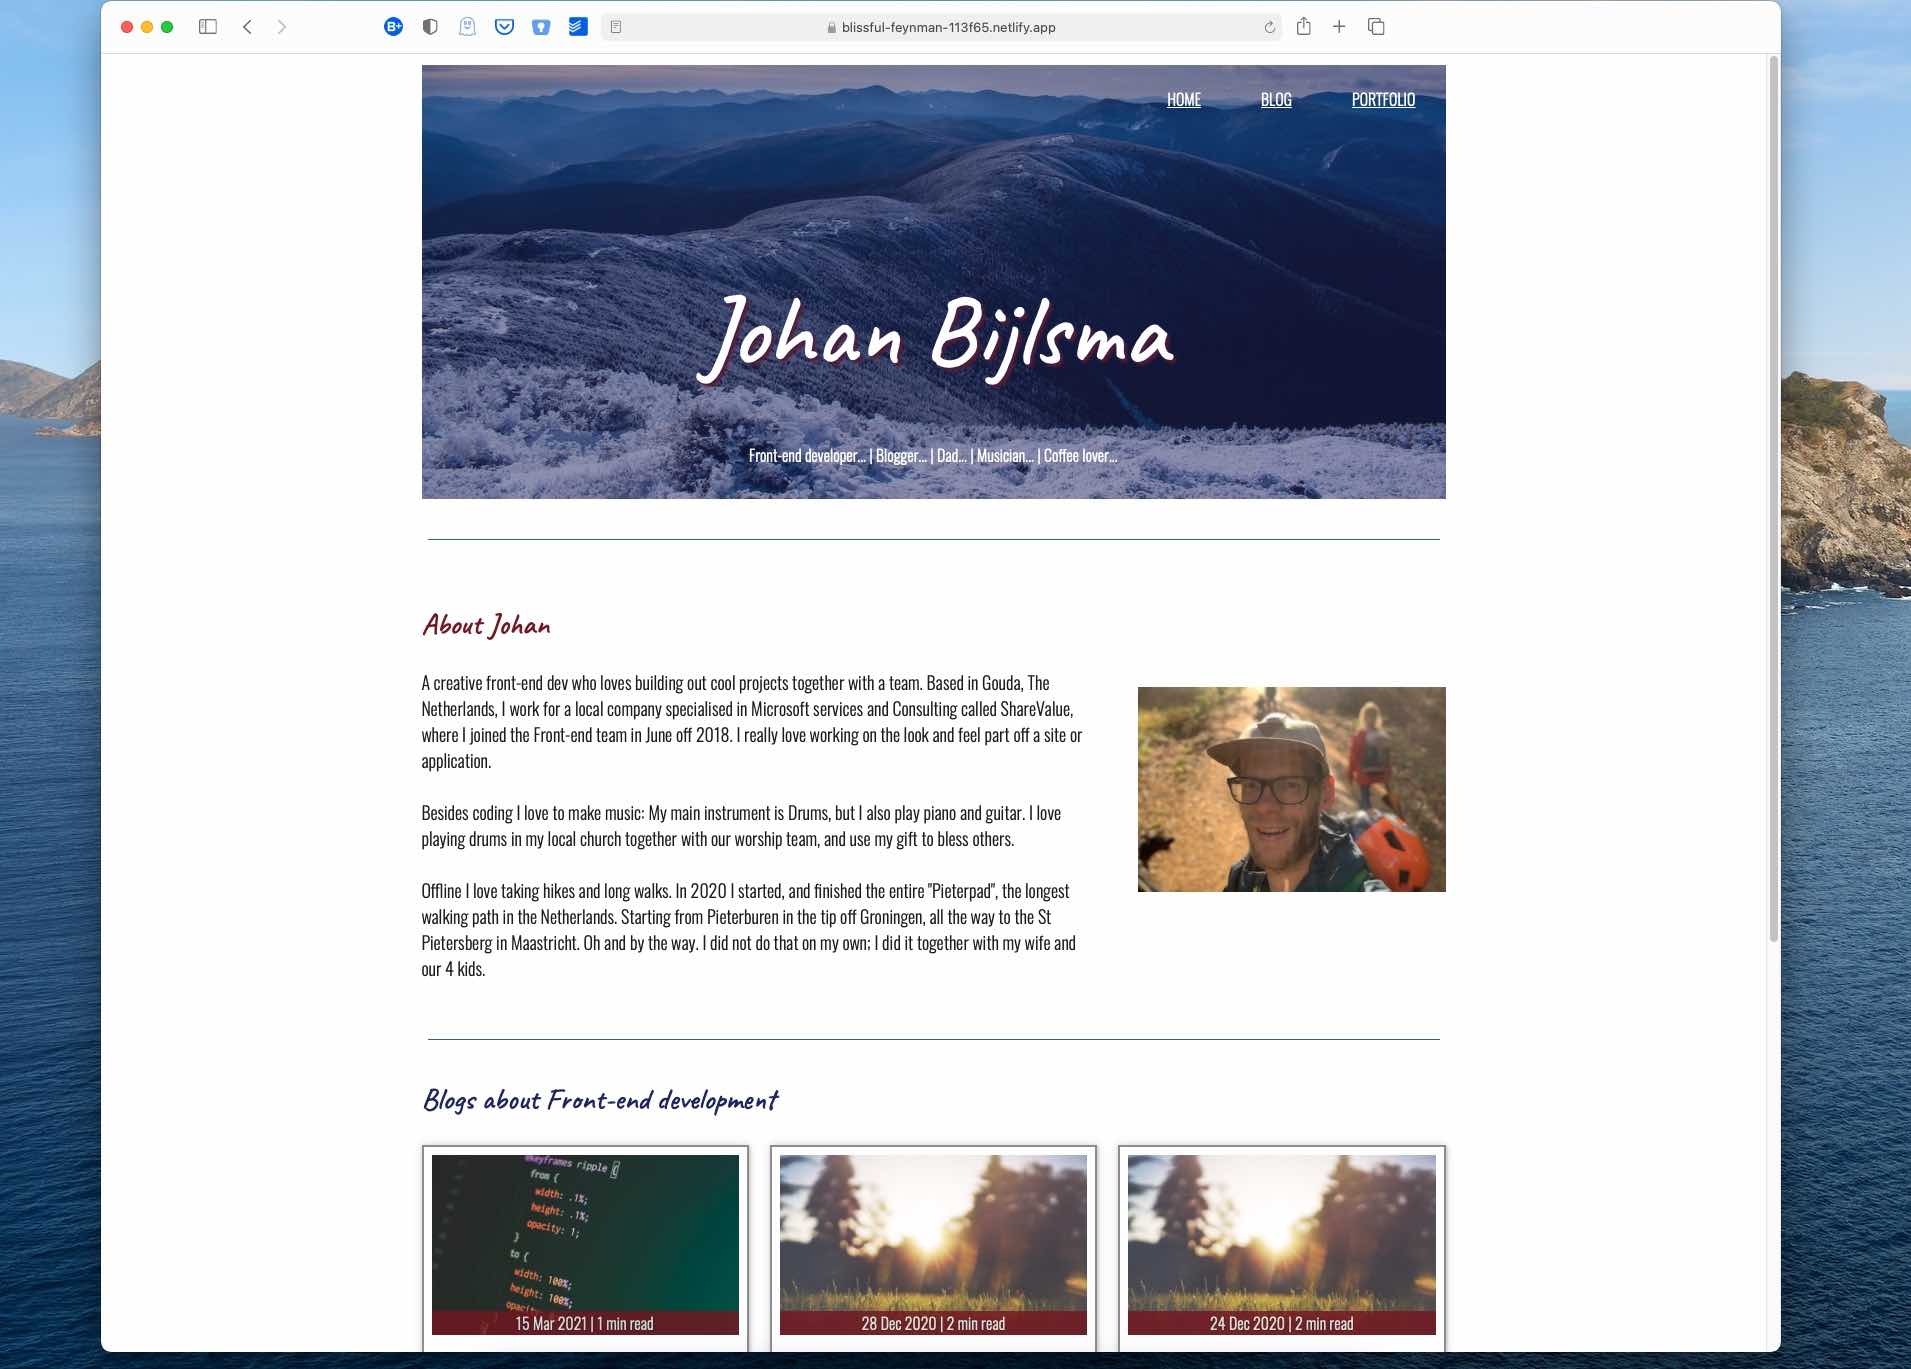 blissful-feynman-113f65.netlify.app
HOME BLOG PORTFOLIO
Johan Bijlsma
Front-end developer... | Blogger... | Dad... | Musician... | Coffee lover...
About Johan
A creative front-end dev who loves building out cool projects together with a team. Based in Gouda, The
Netherlands, I work for a local company specialised in Microsoft services and Consulting called ShareValue,
where I joined the Front-end team in June off 2018. I really love working on the look and feel part off a site or
application.
Besides coding I love to make music: My main instrument is Drums, but I also play piano and guitar. I love
playing drums in my local church together with our worship team, and use my gift to bless others.
Offline I love taking hikes and long walks. In 2020 I started, and finished the entire "Pieterpad", the longest
walking path in the Netherlands. Starting from Pieterburen in the tip off Groningen, all the way to the St
Pietersberg in Maastricht. Oh and by the way. I did not do that on my own; I did it together with my wife and
our 4 kids.
Blogs about Front-end development
keyframes ripple {
from {
width: .1%;
height: .1%;
opacity: 1;
}
to {
width: 100%;
height: 100%;
15 Mar 2021 | 1 min read
28 Dec 2020 | 2 min read
24 Dec 2020 | 2 min read